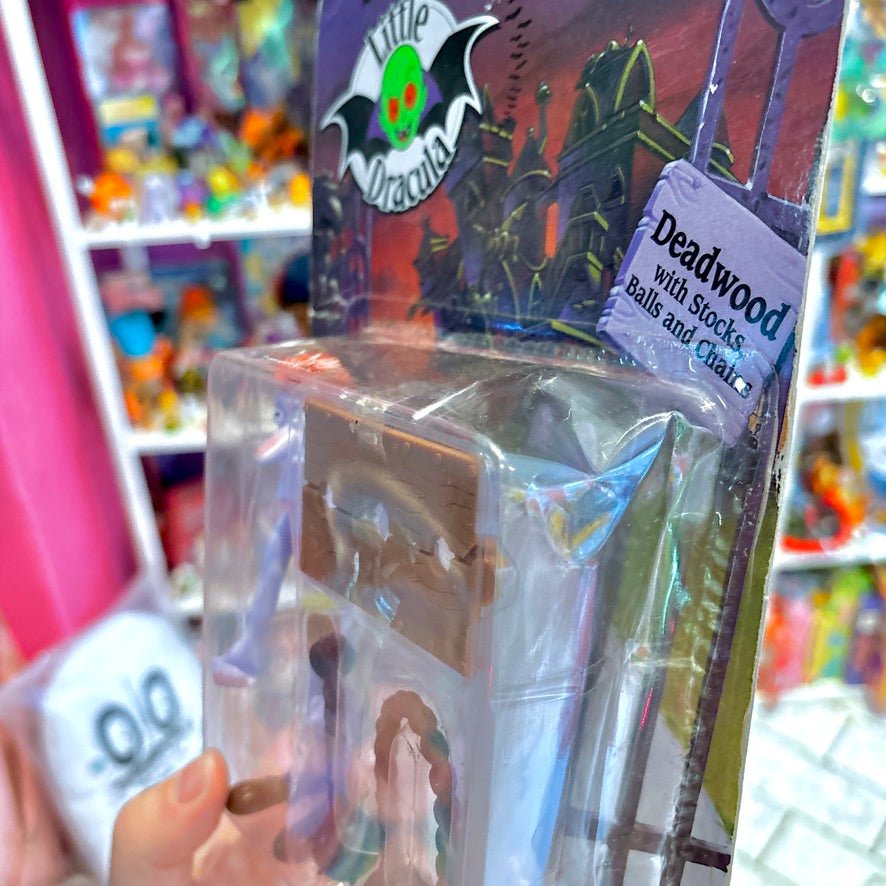 Little
Dracula
Deadwood
with Stocks,
Balls and Chains